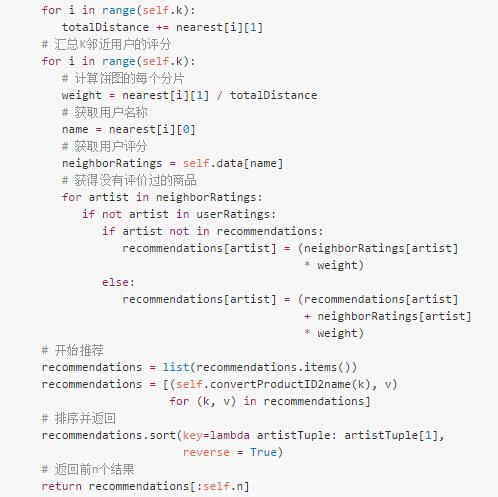 for i in range(self.k):
   totalDistance += nearest[i][1]
# 汇总K邻近用户的评分
for i in range(self.k):
   # 计算饼图的每个分片
   weight = nearest[i][1] / totalDistance
   # 获取用户名称
   name = nearest[i][0]
   # 获取用户评分
   neighborRatings = self.data[name]
   # 获得没有评价过的商品
   for artist in neighborRatings:
      if not artist in userRatings:
         if artist not in recommendations:
            recommendations[artist] = (neighborRatings[artist]
                                       * weight)
         else:
            recommendations[artist] = (recommendations[artist]
                                       + neighborRatings[artist]
                                       * weight)
# 开始推荐
recommendations = list(recommendations.items())
recommendations = [(self.convertProductID2name(k), v)
                   for (k, v) in recommendations]
# 排序并返回
recommendations.sort(key=lambda artistTuple: artistTuple[1],
                     reverse = True)
# 返回前n个结果
return recommendations[:self.n]